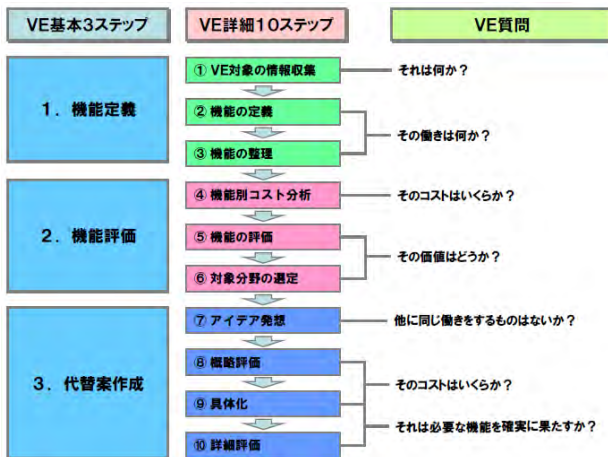 VE基本3ステップ
VE詳細10ステップ
VE質問
1. 機能定義
① VE対象の情報収集
それは何か?
② 機能の定義
③ 機能の整理
その働きは何か?
2. 機能評価
④ 機能別コスト分析
そのコストはいくらか?
⑤ 機能の評価
⑥ 対象分野の選定
その価値はどうか?
3. 代替案作成
⑦ アイデア発想
他に同じ働きをするものはないか?
⑧ 概略評価
⑨ 具体化
⑩ 詳細評価
そのコストはいくらか?
それは必要な機能を確実に果たすか?